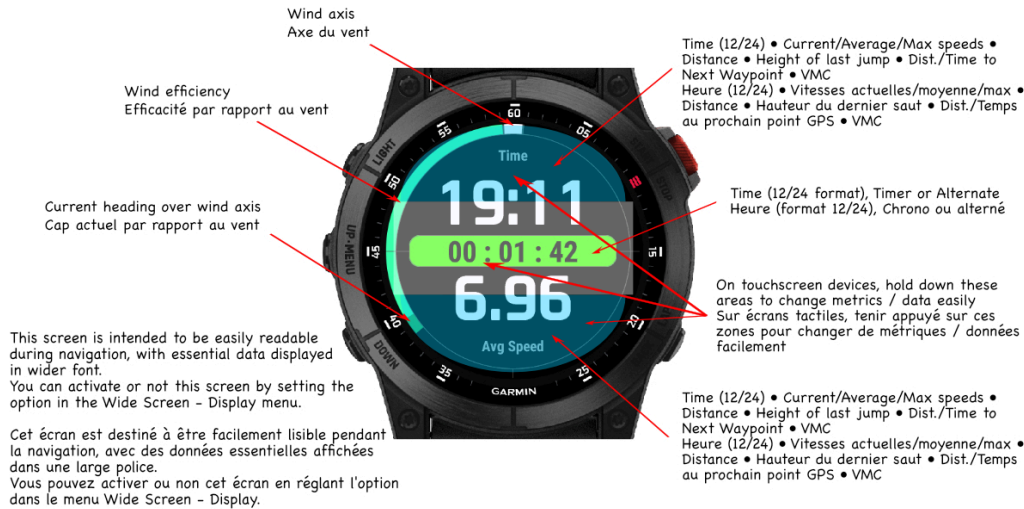 Wind axis
Axe du vent
Time (12/24) • Current/Average/Max speeds •
Distance • Height of last jump • Dist./Time to
Next Waypoint • VMC
Heure (12/24) • Vitesses actuelles/moyenne/max •
Distance • Hauteur du dernier saut • Dist./Temps
au prochain point GPS • VMC
Wind efficiency
Efficacité par rapport au vent
Current heading over wind axis
Cap actuel par rapport au vent
60
55
05
LIGHT
50
UP·MENU
45
40
DOWN
35
GARMIN
25
20
15
STOP
Time
19:11
00 : 01 : 42
6.96
Avg Speed
Time (12/24 format), Timer or Alternate
Heure (format 12/24), Chrono ou alterné
On touchscreen devices, hold down these
areas to change metrics / data easily
Sur écrans tactiles, tenir appuyé sur ces
zones pour changer de métriques / données
facilement
This screen is intended to be easily readable
during navigation, with essential data displayed
in wider font.
You can activate or not this screen by setting the
option in the Wide Screen - Display menu.
Cet écran est destiné à être facilement lisible pendant
la navigation, avec des données essentielles affichées
dans une large police.
Vous pouvez activer ou non cet écran en réglant l'option
dans le menu Wide Screen - Display.
Time (12/24) • Current/Average/Max speeds •
Distance • Height of last jump • Dist./Time to
Next Waypoint • VMC
Heure (12/24) • Vitesses actuelles/moyenne/max •
Distance • Hauteur du dernier saut • Dist./Temps
au prochain point GPS • VMC